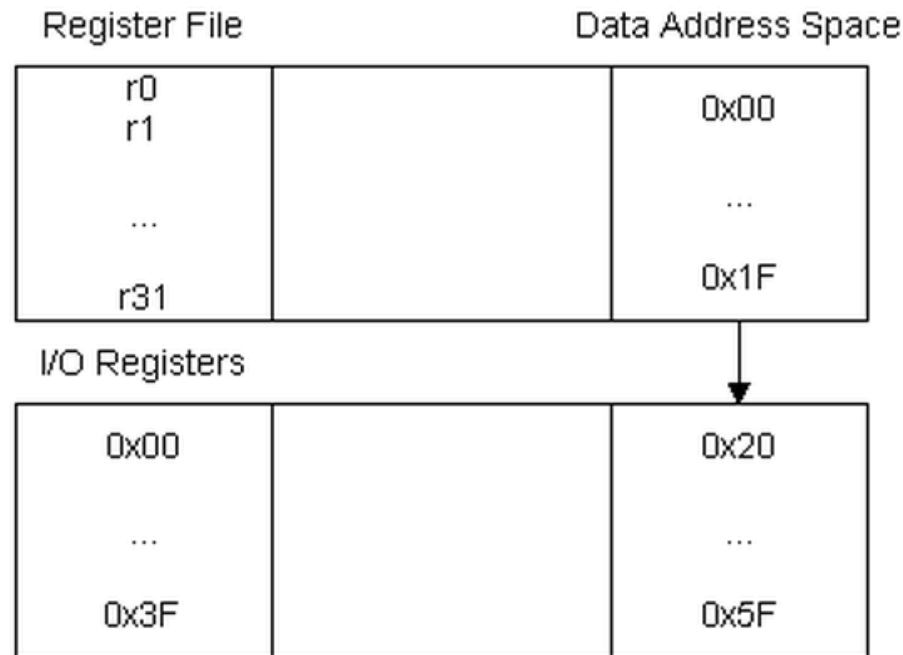 Register File
Data Address Space
r0
r1
...
r31
0x00
...
0x1F
I/O Registers
0x00
...
0x3F
0x20
...
0x5F